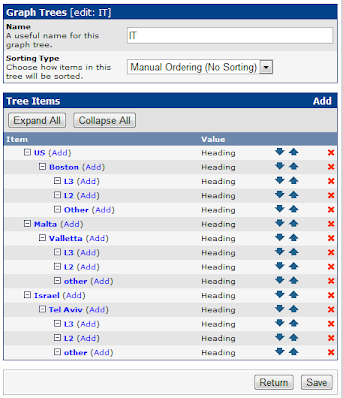 Graph Trees [edit: IT]
Name
A useful name for this
graph tree.
IT
Sorting Type
Choose how items in this
tree will be sorted.
Manual Ordering (No Sorting)
Tree Items Add
Expand All Collapse All
Item Value
US (Add) Heading
Boston (Add) Heading
L3 (Add) Heading
L2 (Add) Heading
Other (Add) Heading
Malta (Add) Heading
Valletta (Add) Heading
L3 (Add) Heading
L2 (Add) Heading
other (Add) Heading
Israel (Add) Heading
Tel Aviv (Add) Heading
L3 (Add) Heading
L2 (Add) Heading
other (Add) Heading
Return Save